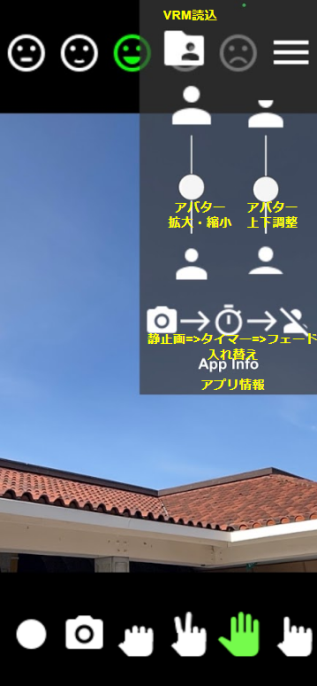 VRM読込
アバター
拡大・縮小
アバター
上下調整
静止画=>タイマー=>フェード
入れ替え
App Info
アプリ情報